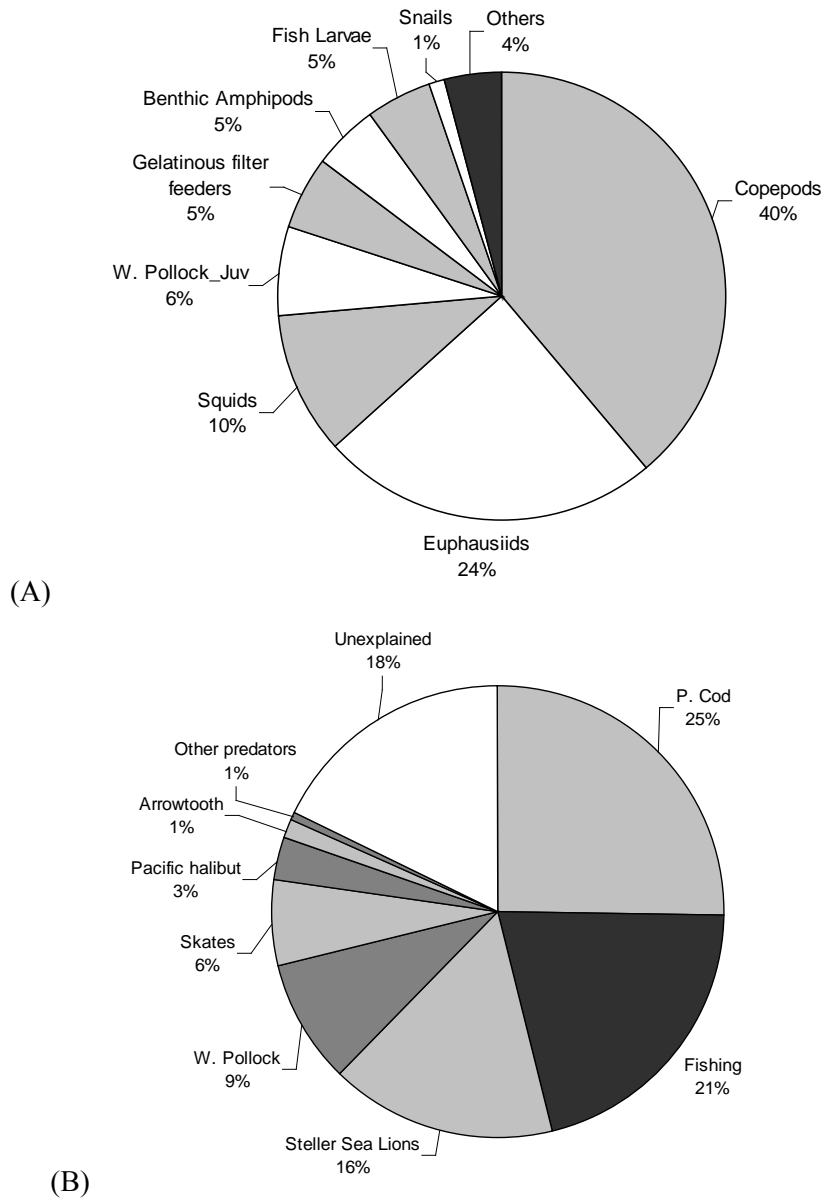 Snails
1%
Others
4%
Fish Larvae
5%
Benthic Amphipods
5%
Gelatinous filter
feeders
5%
Copepods
40%
W. Pollock_Juv
6%
Squids
10%
Euphausiids
24%
(A)
Unexplained
18%
P. Cod
25%
Other predators
1%
Arrowtooth
1%
Pacific halibut
3%
Skates
6%
W. Pollock
9%
Fishing
21%
Steller Sea Lions
16%
(B)